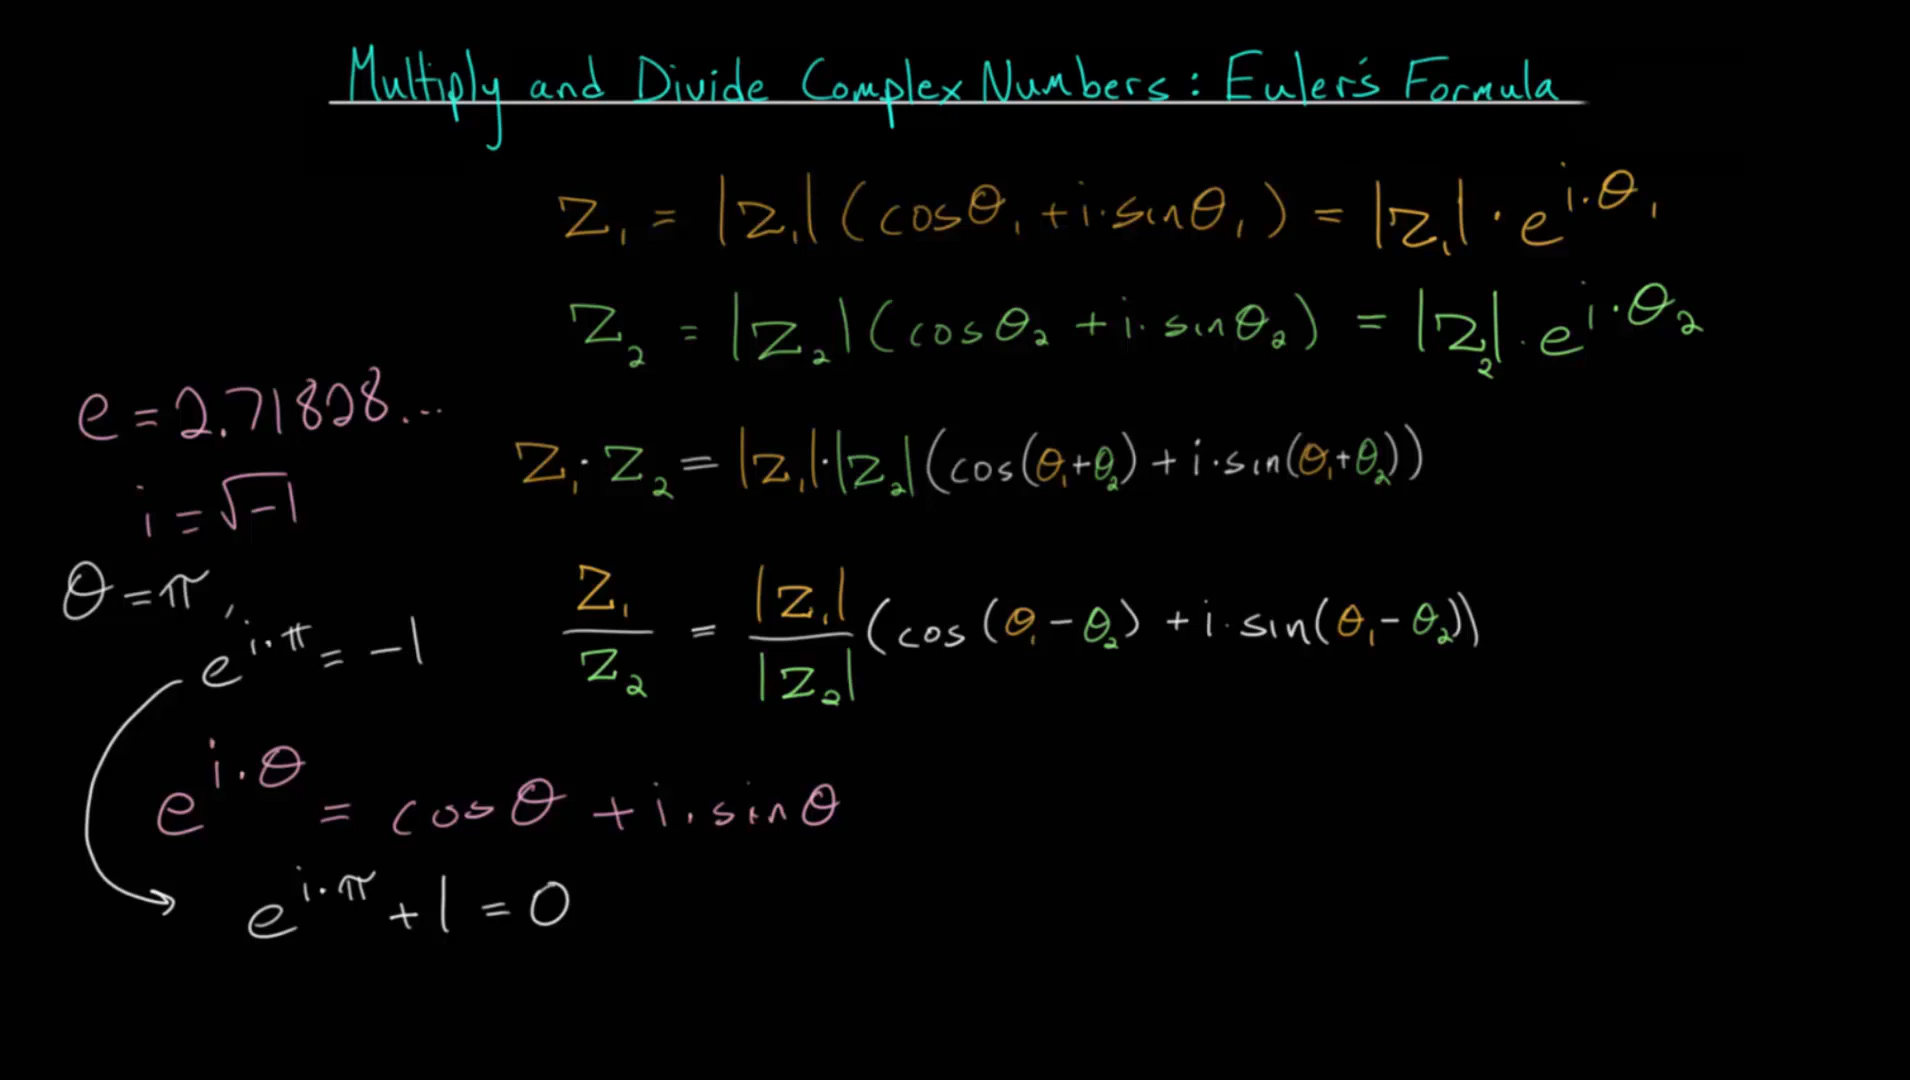 Multiply and Divide Complex Numbers: Euler's Formula
z₁ = |z₁| (cosθ₁ + i·sinθ₁) = |z₁| · e^(i·θ₁)
z₂ = |z₂| (cosθ₂ + i·sinθ₂) = |z₂| · e^(i·θ₂)
e = 2.71828...
z₁·z₂ = |z₁|·|z₂| (cos(θ₁+θ₂) + i·sin(θ₁+θ₂))
i = √-1
θ = π,
z₁/z₂ = |z₁|/|z₂| (cos(θ₁-θ₂) + i·sin(θ₁-θ₂))
e^(i·π) = -1
e^(i·θ) = cosθ + i·sinθ
e^(i·π) + 1 = 0